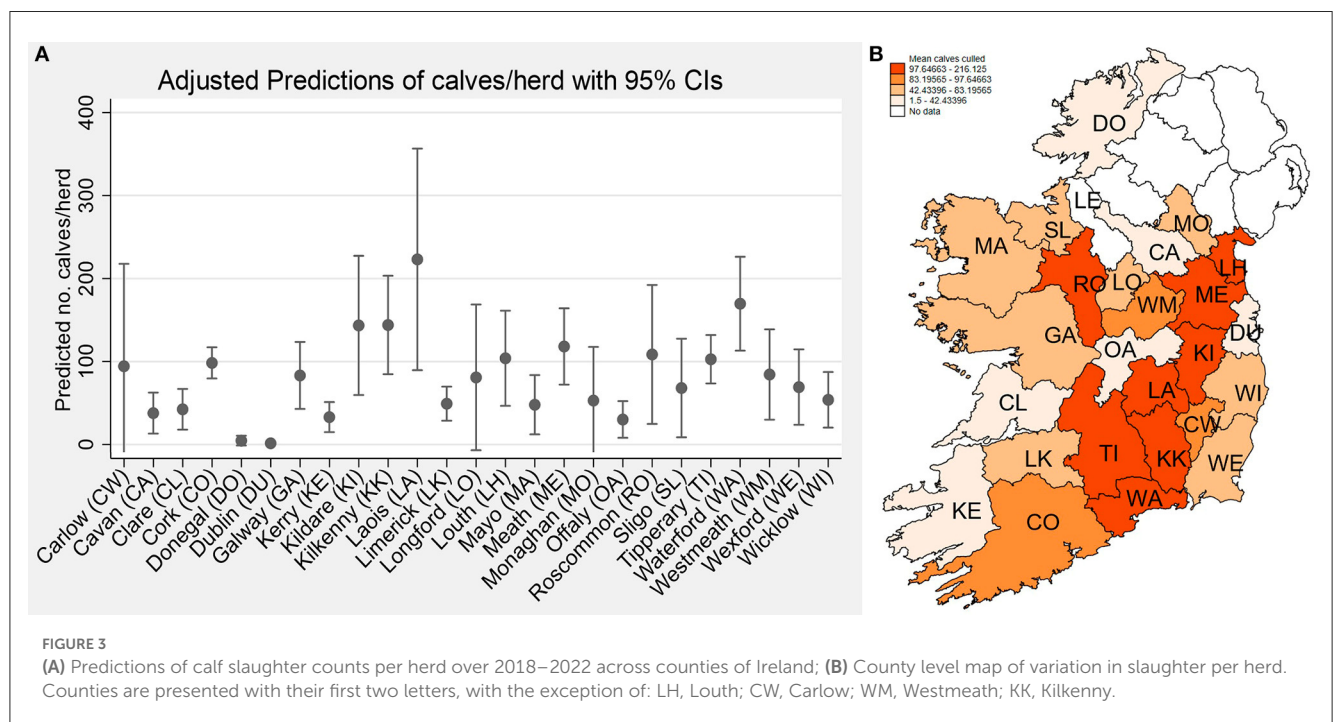 A
Adjusted Predictions of calves/herd with 95% CIs
Predicted no. calves/herd
400
300
200
100
0
Carlow (CW)
Cavan (CA)
Clare (CL)
Cork (CO)
Donegal (DO)
Dublin (DU)
Galway (GA)
Kerry (KE)
Kildare (KI)
Kilkenny (KK)
Laois (LA)
Limerick (LK)
Longford (LO)
Louth (LH)
Mayo (MA)
Meath (ME)
Monaghan (MO)
Offaly (OA)
Roscommon (RO)
Sligo (SL)
Tipperary (TI)
Waterford (WA)
Westmeath (WM)
Wexford (WE)
Wicklow (WI)
B
Mean calves culled
97.64663 - 216.125
83.19565 - 97.64663
42.43396 - 83.19565
1.5 - 42.43396
No data
DO
LE
SL
MO
MA
CA
LH
RO
LO
ME
WM
GA
DU
OA
KI
LA
WI
CL
CW
TI
LK
KK
WE
WA
KE
CO
FIGURE 3
(A) Predictions of calf slaughter counts per herd over 2018–2022 across counties of Ireland; (B) County level map of variation in slaughter per herd.
Counties are presented with their first two letters, with the exception of: LH, Louth; CW, Carlow; WM, Westmeath; KK, Kilkenny.